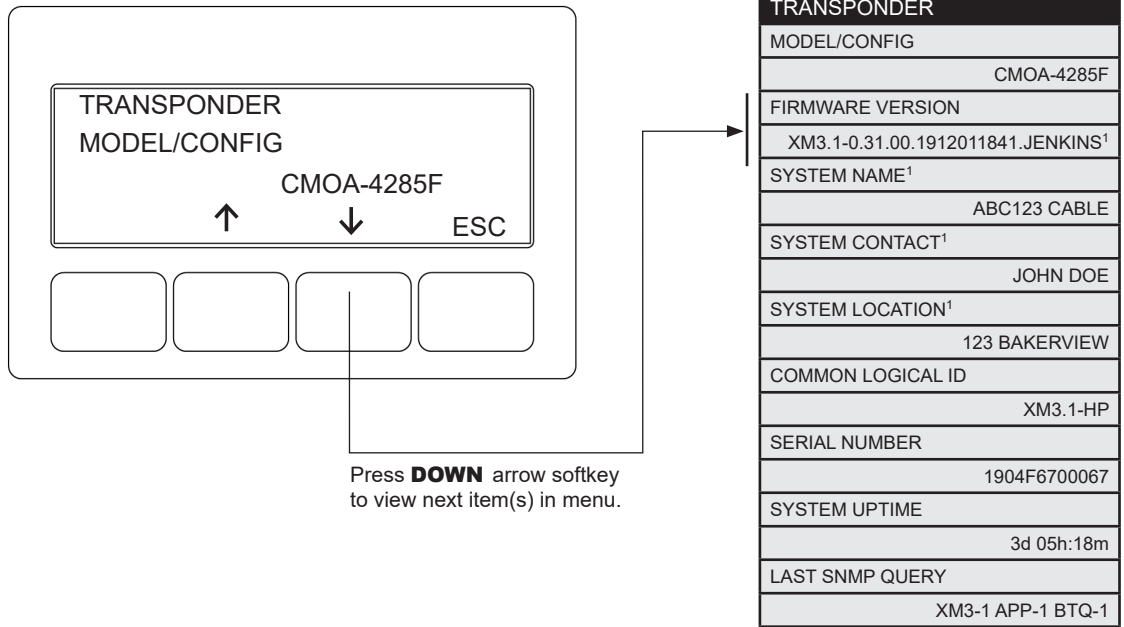 TRANSPONDER
MODEL/CONFIG
CMOA-4285F
↑ ↓ ESC
Press DOWN arrow softkey
to view next item(s) in menu.
TRANSPONDER
MODEL/CONFIG
CMOA-4285F
FIRMWARE VERSION
XM3.1-0.31.00.1912011841.JENKINS¹
SYSTEM NAME¹
ABC123 CABLE
SYSTEM CONTACT¹
JOHN DOE
SYSTEM LOCATION¹
123 BAKERVIEW
COMMON LOGICAL ID
XM3.1-HP
SERIAL NUMBER
1904F6700067
SYSTEM UPTIME
3d 05h:18m
LAST SNMP QUERY
XM3-1 APP-1 BTQ-1